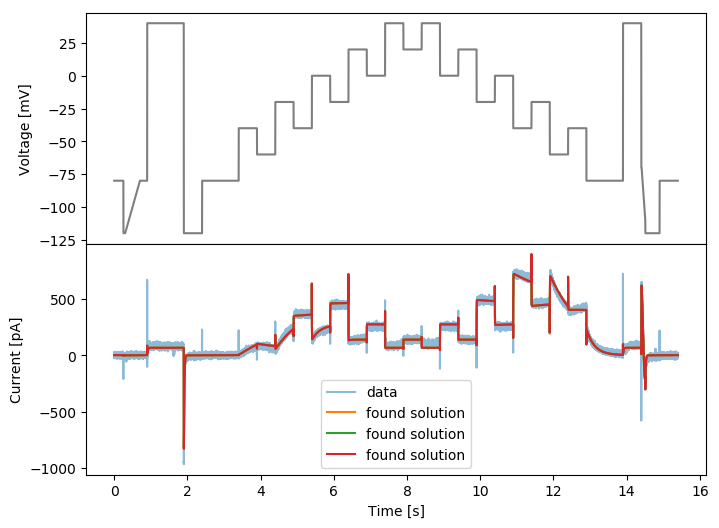 Voltage [mV]
25
0
−25
−50
−75
−100
−125
Current [pA]
500
0
−500
−1000
data
found solution
found solution
found solution
0
2
4
6
8
10
12
14
16
Time [s]